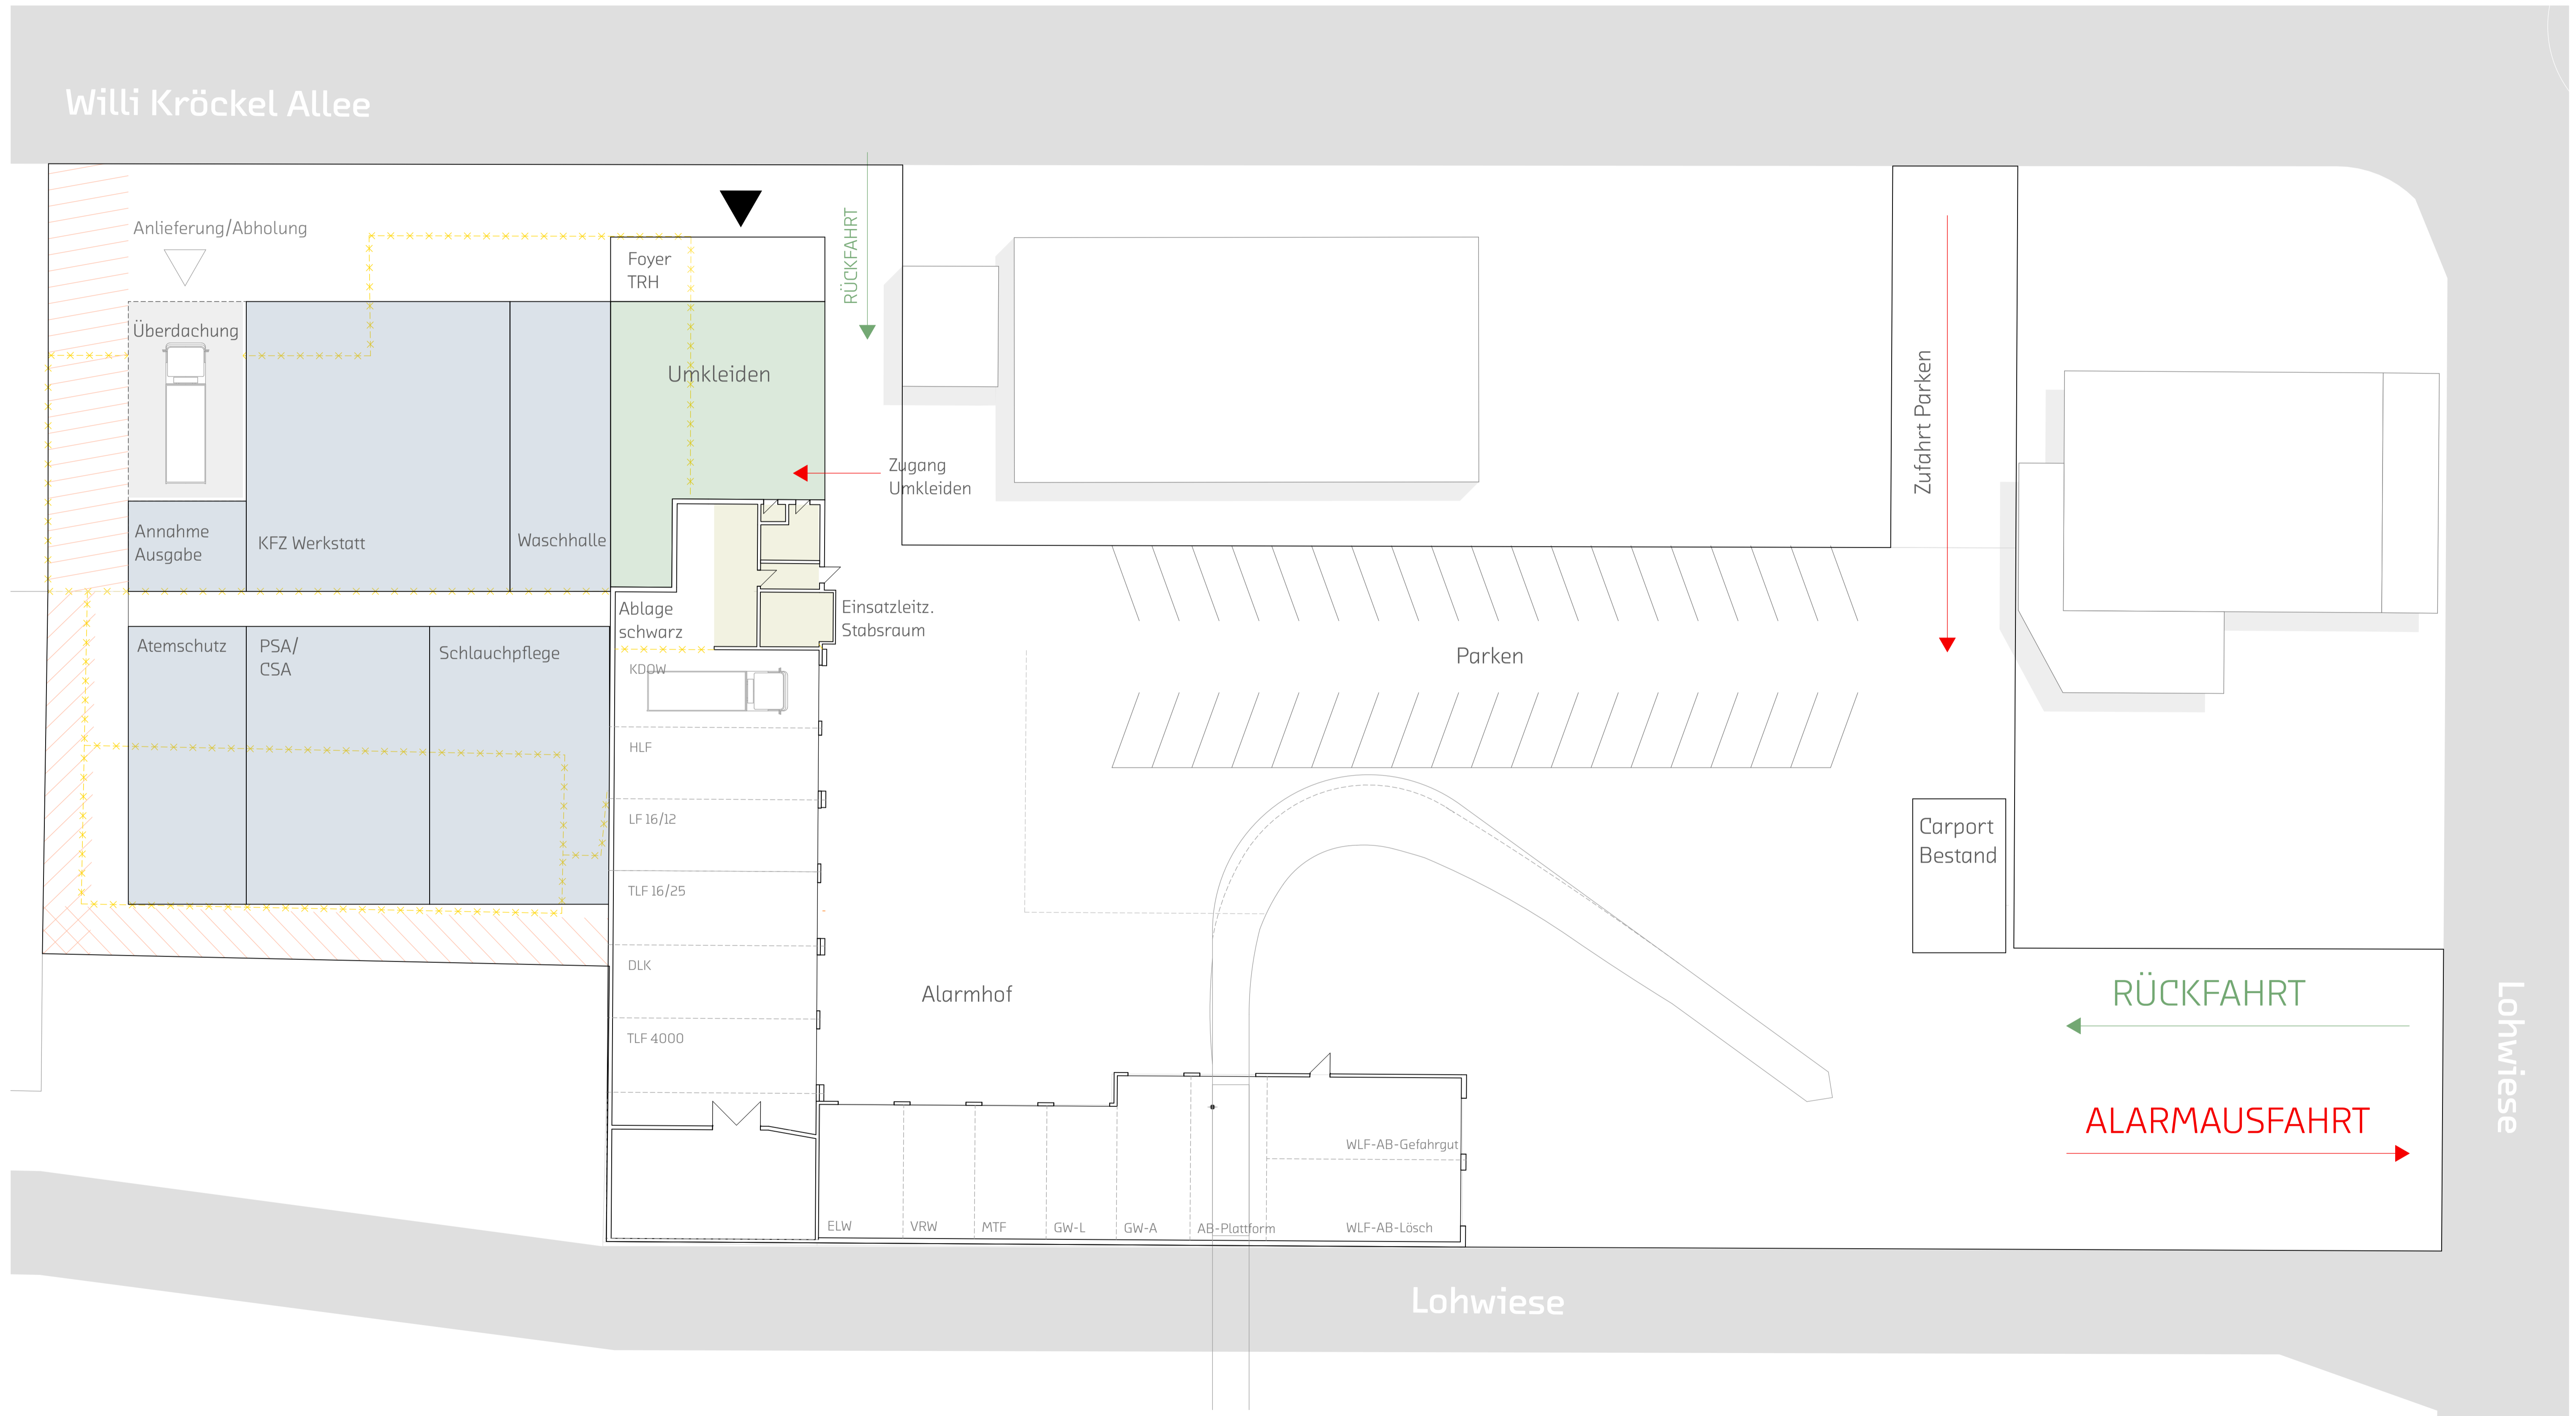 Willi Kröckel Allee
Anlieferung/Abholung
Foyer
TRH
RÜCKFAHRT
Überdachung
Umkleiden
Zufahrt Parken
Zugang
Umkleiden
Annahme
Ausgabe
KFZ Werkstatt
Waschhalle
Ablage
schwarz
Einsatzleitz.
Stabsraum
Atemschutz
PSA/
CSA
Schlauchpflege
KDOW
Parken
HLF
LF 16/12
TLF 16/25
DLK
TLF 4000
Carport
Bestand
Alarmhof
RÜCKFAHRT
ALARMAUSFAHRT
Lohwiese
WLF-AB-Gefahrgut
ELW
VRW
MTF
GW-L
GW-A
AB-Plattform
WLF-AB-Lösch
Lohwiese